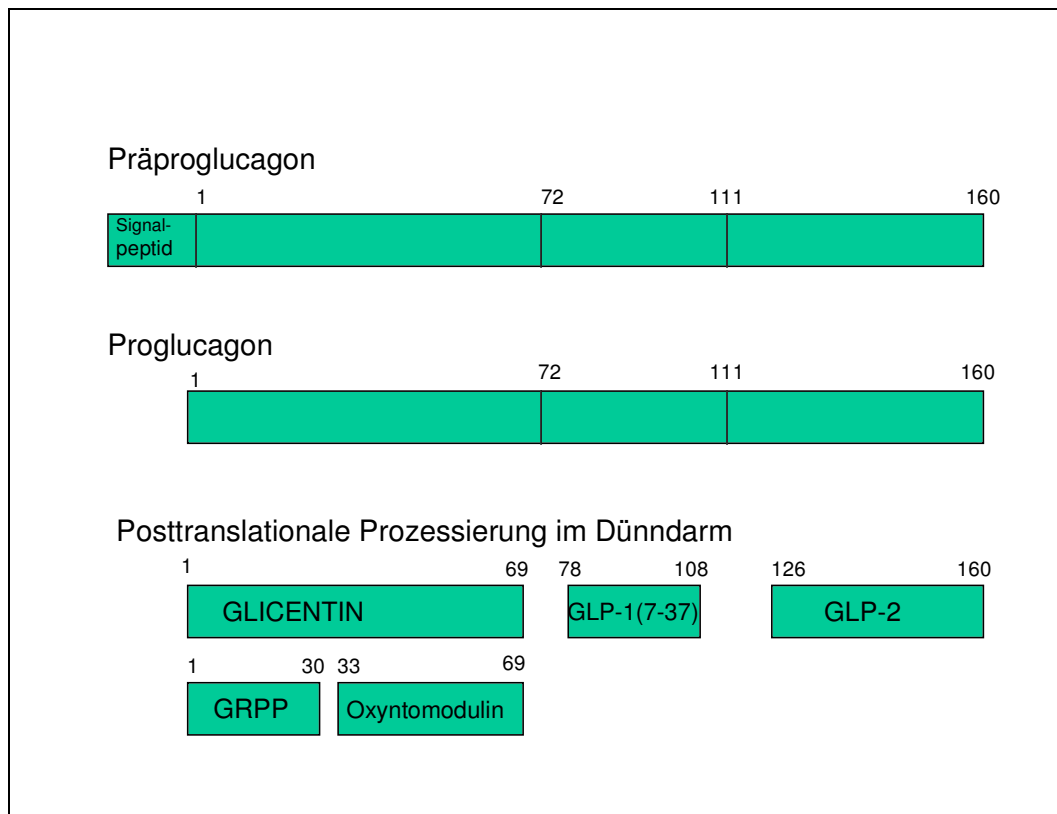 Präproglucagon
1 72 111 160
Signal-
peptid
Proglucagon
1 72 111 160
Posttranslationale Prozessierung im Dünndarm
1 69 78 108 126 160
GLICENTIN GLP-1(7-37) GLP-2
1 30 33 69
GRPP Oxyntomodulin